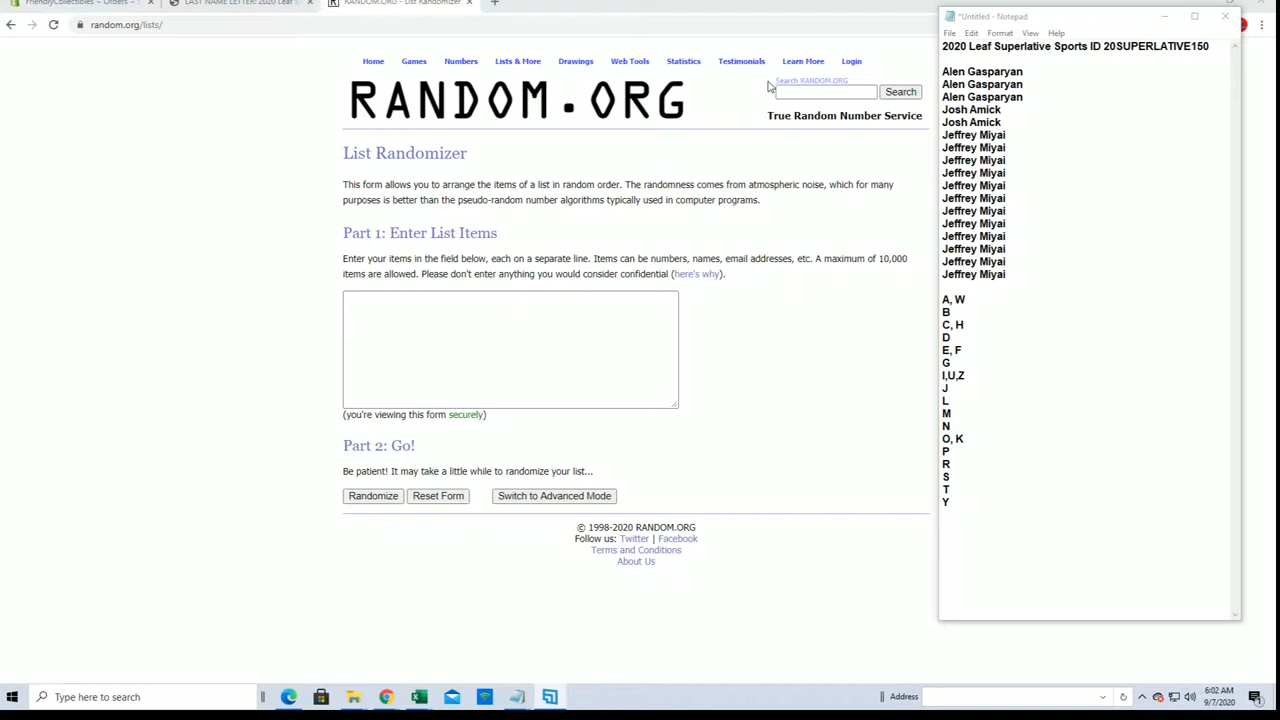 FriendlyCollectibles ~ Orders ~
LAST NAME LETTER: 2020 Leaf
RANDOM.ORG - List Randomizer
random.org/lists/
Home Games Numbers Lists & More Drawings Web Tools Statistics Testimonials Learn More Login
RANDOM.ORG
Search RANDOM.ORG
Search
True Random Number Service
List Randomizer
This form allows you to arrange the items of a list in random order. The randomness comes from atmospheric noise, which for many
purposes is better than the pseudo-random number algorithms typically used in computer programs.
Part 1: Enter List Items
Enter your items in the field below, each on a separate line. Items can be numbers, names, email addresses, etc. A maximum of 10,000
items are allowed. Please don't enter anything you would consider confidential (here's why).
(you're viewing this form securely)
Part 2: Go!
Be patient! It may take a little while to randomize your list...
Randomize Reset Form Switch to Advanced Mode
© 1998-2020 RANDOM.ORG
Follow us: Twitter | Facebook
Terms and Conditions
About Us
*Untitled - Notepad
File Edit Format View Help
2020 Leaf Superlative Sports ID 20SUPERLATIVE150
Alen Gasparyan
Alen Gasparyan
Alen Gasparyan
Josh Amick
Josh Amick
Jeffrey Miyai
Jeffrey Miyai
Jeffrey Miyai
Jeffrey Miyai
Jeffrey Miyai
Jeffrey Miyai
Jeffrey Miyai
Jeffrey Miyai
Jeffrey Miyai
Jeffrey Miyai
Jeffrey Miyai
Jeffrey Miyai
A, W
B
C, H
D
E, F
G
I,U,Z
J
L
M
N
O, K
P
R
S
T
Y
Type here to search
Address
6:02 AM
9/7/2020